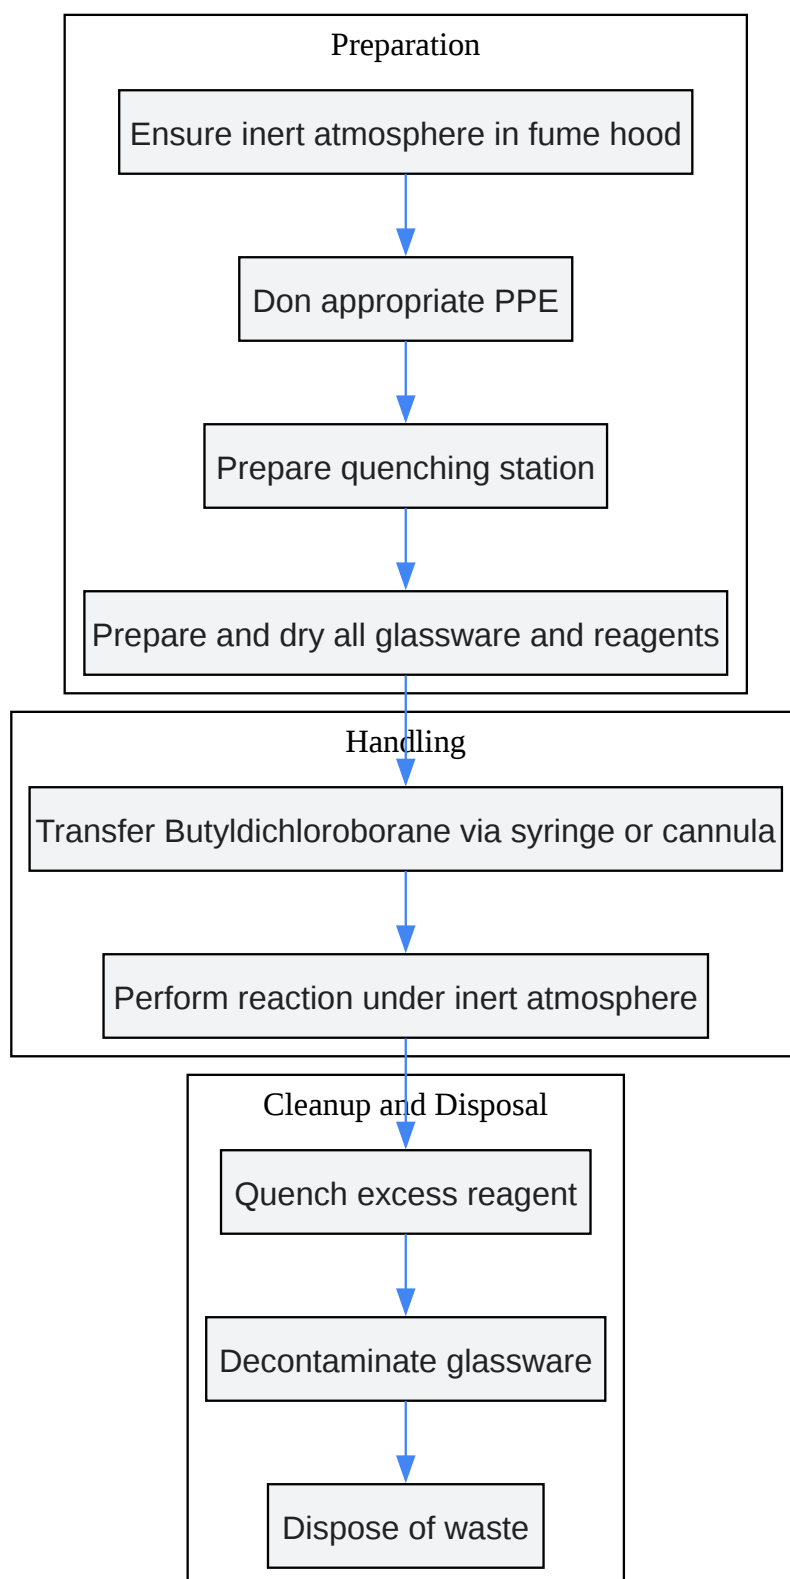 Preparation
Ensure inert atmosphere in fume hood
Don appropriate PPE
Prepare quenching station
Prepare and dry all glassware and reagents
Handling
Transfer Butyldichloroborane via syringe or cannula
Perform reaction under inert atmosphere
Cleanup and Disposal
Quench excess reagent
Decontaminate glassware
Dispose of waste